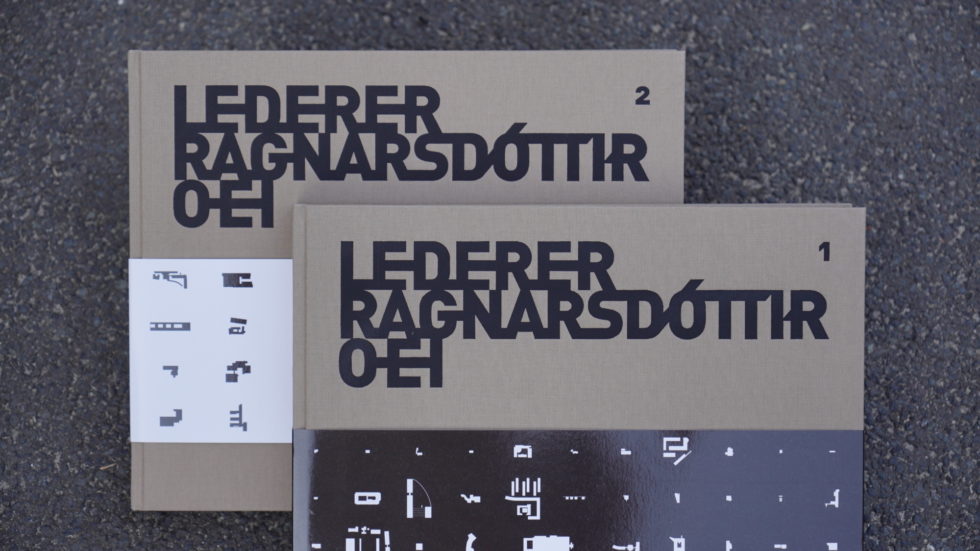 LEDERER
RAGNARSDÓTTIR
OEI
2
LEDERER
RAGNARSDÓTTIR
OEI
1